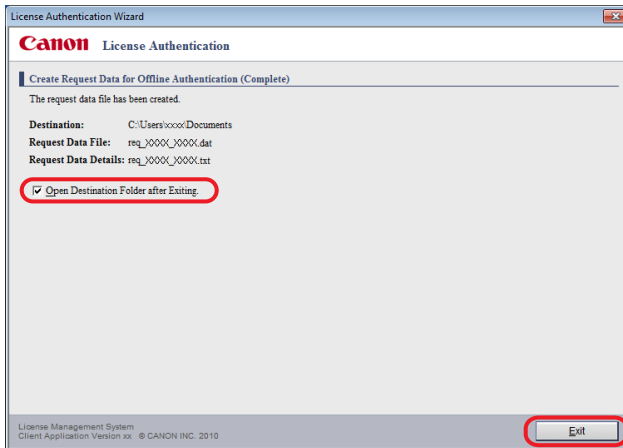 License Authentication Wizard
Canon License Authentication
Create Request Data for Offline Authentication (Complete)
The request data file has been created.
Destination: C:\Users\xxxx\Documents
Request Data File: req_XXXX_XXXX.dat
Request Data Details: req_XXXX_XXXX.txt
Open Destination Folder after Exiting.
License Management System
Client Application Version xx © CANON INC. 2010
Exit